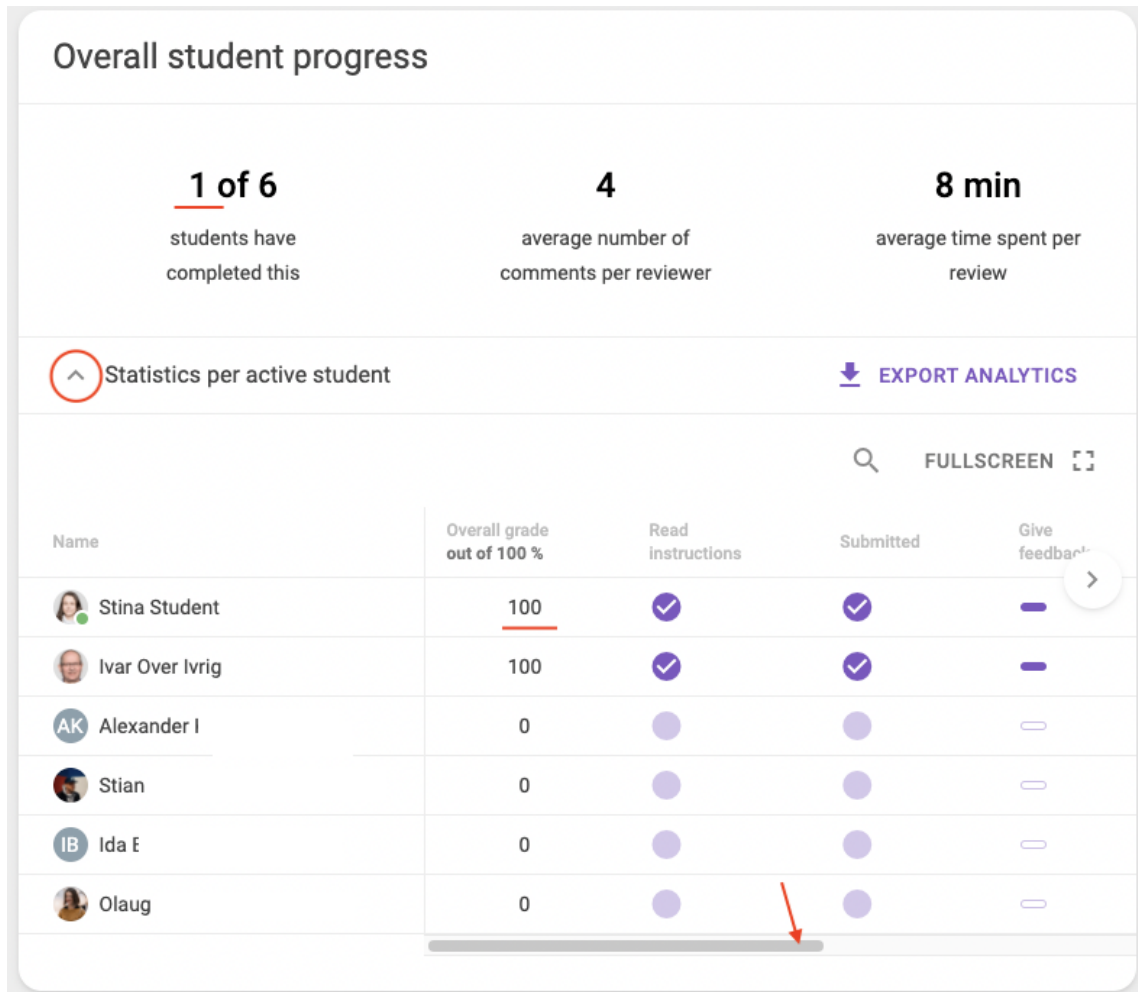 Overall student progress
1 of 6
students have
completed this
4
average number of
comments per reviewer
8 min
average time spent per
review
Statistics per active student
EXPORT ANALYTICS
FULLSCREEN
Name
Overall grade
out of 100 %
Read
instructions
Submitted
Give
feedback
Stina Student 100
Ivar Over Ivrig 100
AK Alexander 0
Stian 0
IB Ida 0
Olaug 0